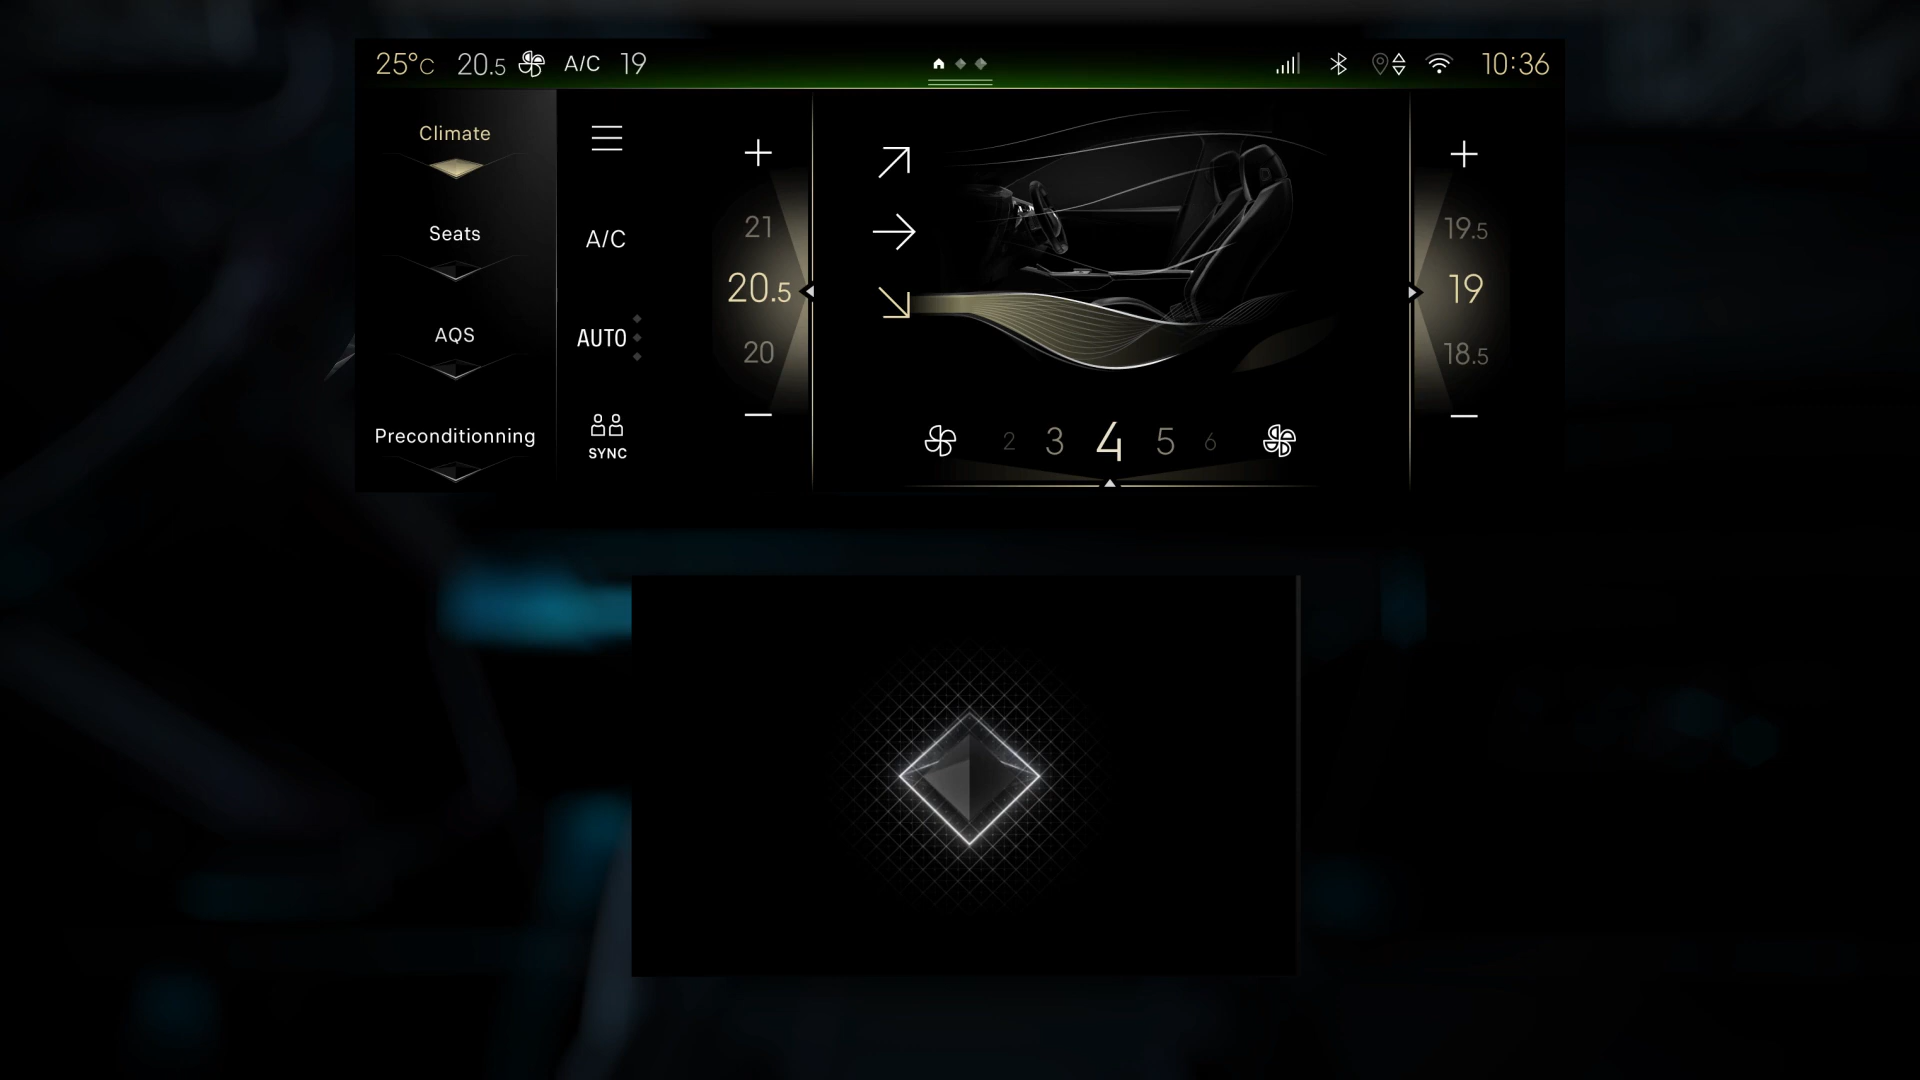 25°C 20.5 A/C 19 10:36
Climate
Seats
AQS
Preconditionning
A/C
AUTO
SYNC
21
20.5
20
2 3 4 5 6
19.5
19
18.5